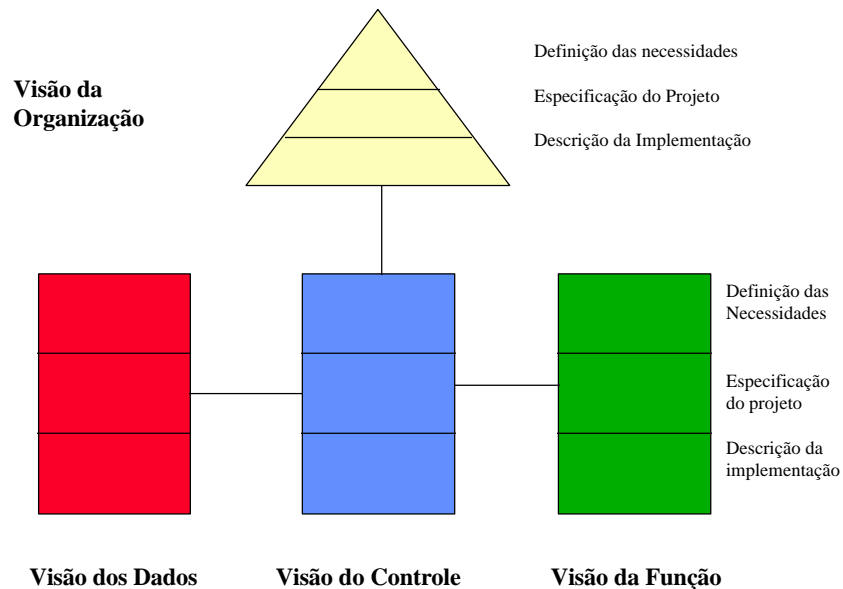 Definição das necessidades
Visão da
Organização
Especificação do Projeto
Descrição da Implementação
Definição das
Necessidades
Especificação
do projeto
Descrição da
implementação
Visão dos Dados
Visão do Controle
Visão da Função